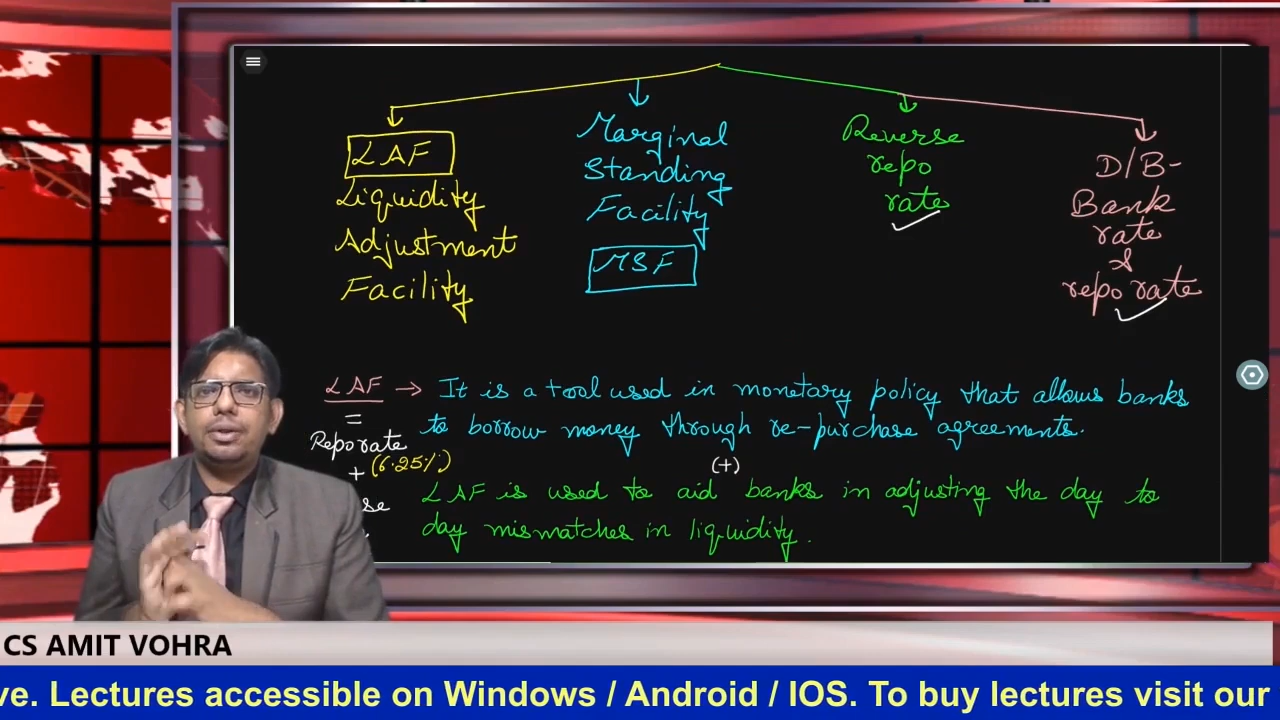 LAF
Liquidity
Adjustment
Facility
Marginal
Standing
Facility
MSF
Reverse
repo
rate
D/B-
Bank
rate
&
repo rate
LAF → It is a tool used in monetary policy that allows banks
to borrow money through re-purchase agreements.
=
Repo rate
+ (6.25%)
(+)
LAF is used to aid banks in adjusting the day to
day mismatches in liquidity.
CS AMIT VOHRA
ve. Lectures accessible on Windows / Android / IOS. To buy lectures visit our